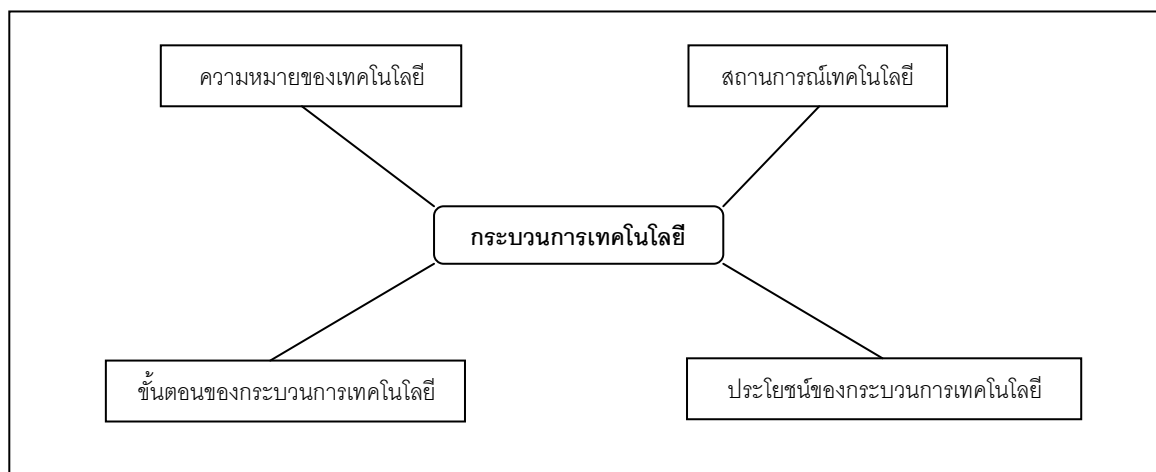 ความหมายของเทคโนโลยี
สถานการณ์เทคโนโลยี
กระบวนการเทคโนโลยี
ขั้นตอนของกระบวนการเทคโนโลยี
ประโยชน์ของกระบวนการเทคโนโลยี